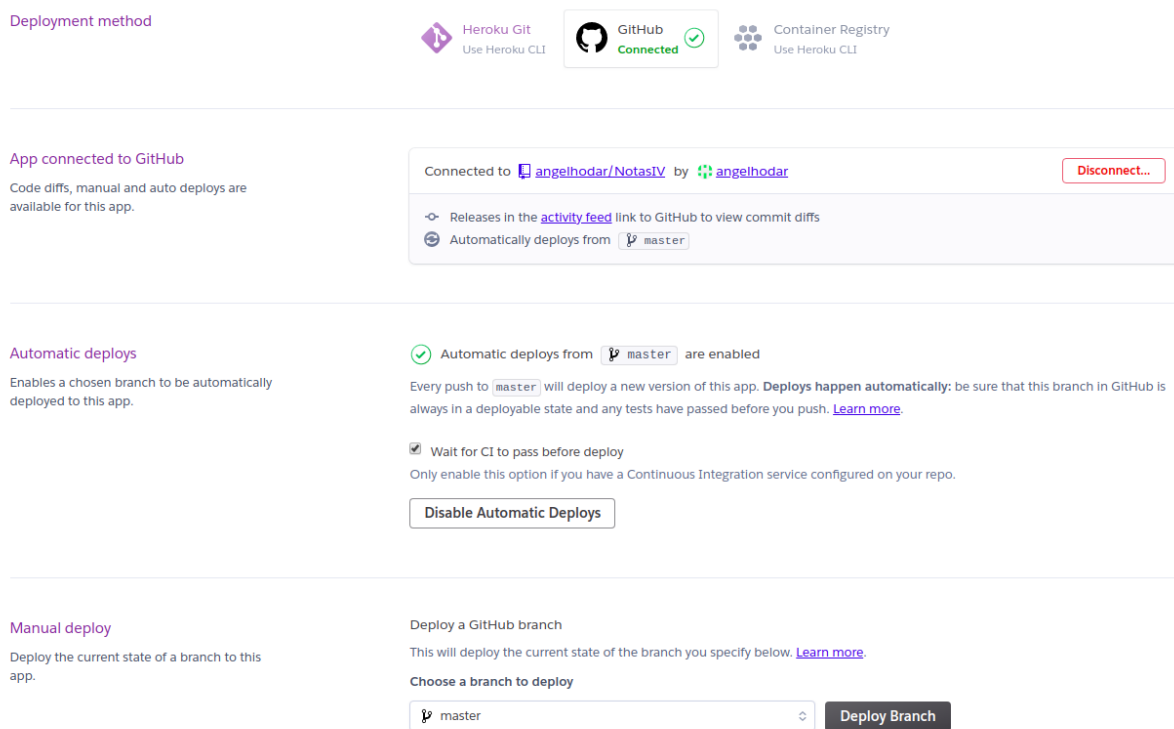 Deployment method
Heroku Git
Use Heroku CLI
GitHub
Connected
Container Registry
Use Heroku CLI
App connected to GitHub
Code diffs, manual and auto deploys are
available for this app.
Connected to angelhodar/NotasIV by angelhodar
Disconnect...
Releases in the activity feed link to GitHub to view commit diffs
Automatically deploys from master
Automatic deploys
Enables a chosen branch to be automatically
deployed to this app.
Automatic deploys from master are enabled
Every push to master will deploy a new version of this app. Deploys happen automatically: be sure that this branch in GitHub is
always in a deployable state and any tests have passed before you push. Learn more.
Wait for CI to pass before deploy
Only enable this option if you have a Continuous Integration service configured on your repo.
Disable Automatic Deploys
Manual deploy
Deploy the current state of a branch to this
app.
Deploy a GitHub branch
This will deploy the current state of the branch you specify below. Learn more.
Choose a branch to deploy
master
Deploy Branch